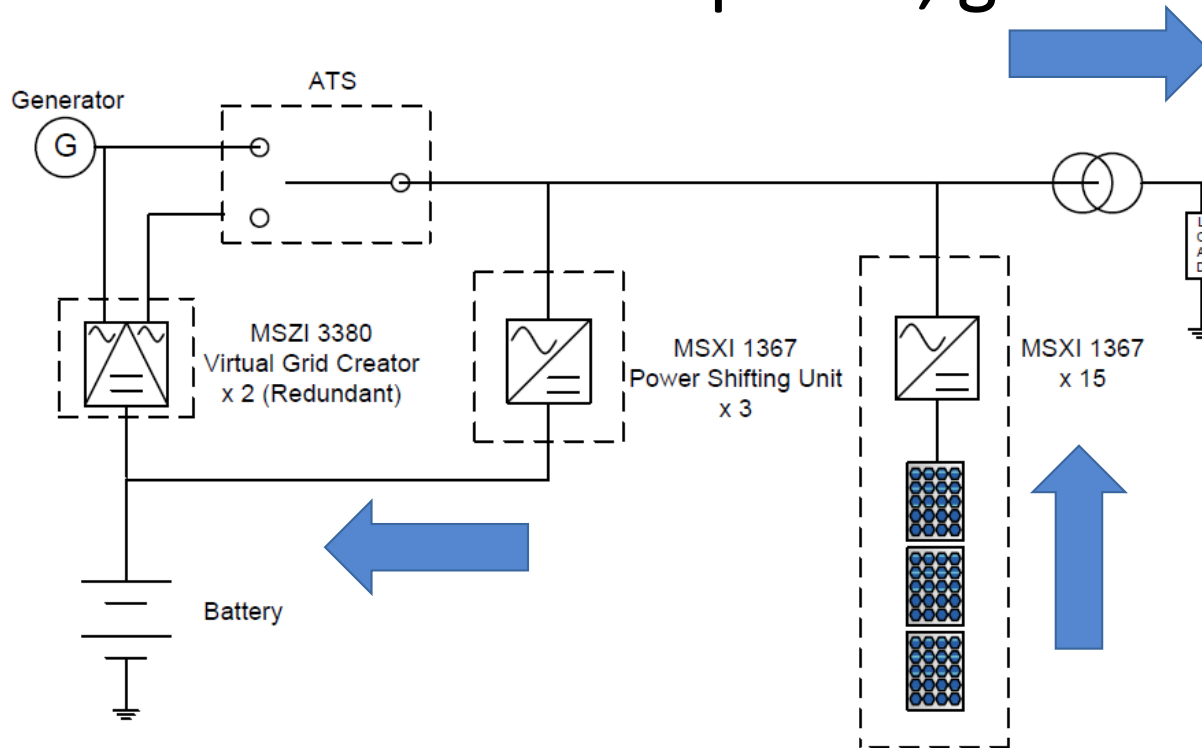 ATS
Generator
G
MSZI 3380
Virtual Grid Creator
x 2 (Redundant)
MSXI 1367
Power Shifting Unit
x 3
MSXI 1367
x 15
LOAD
Battery